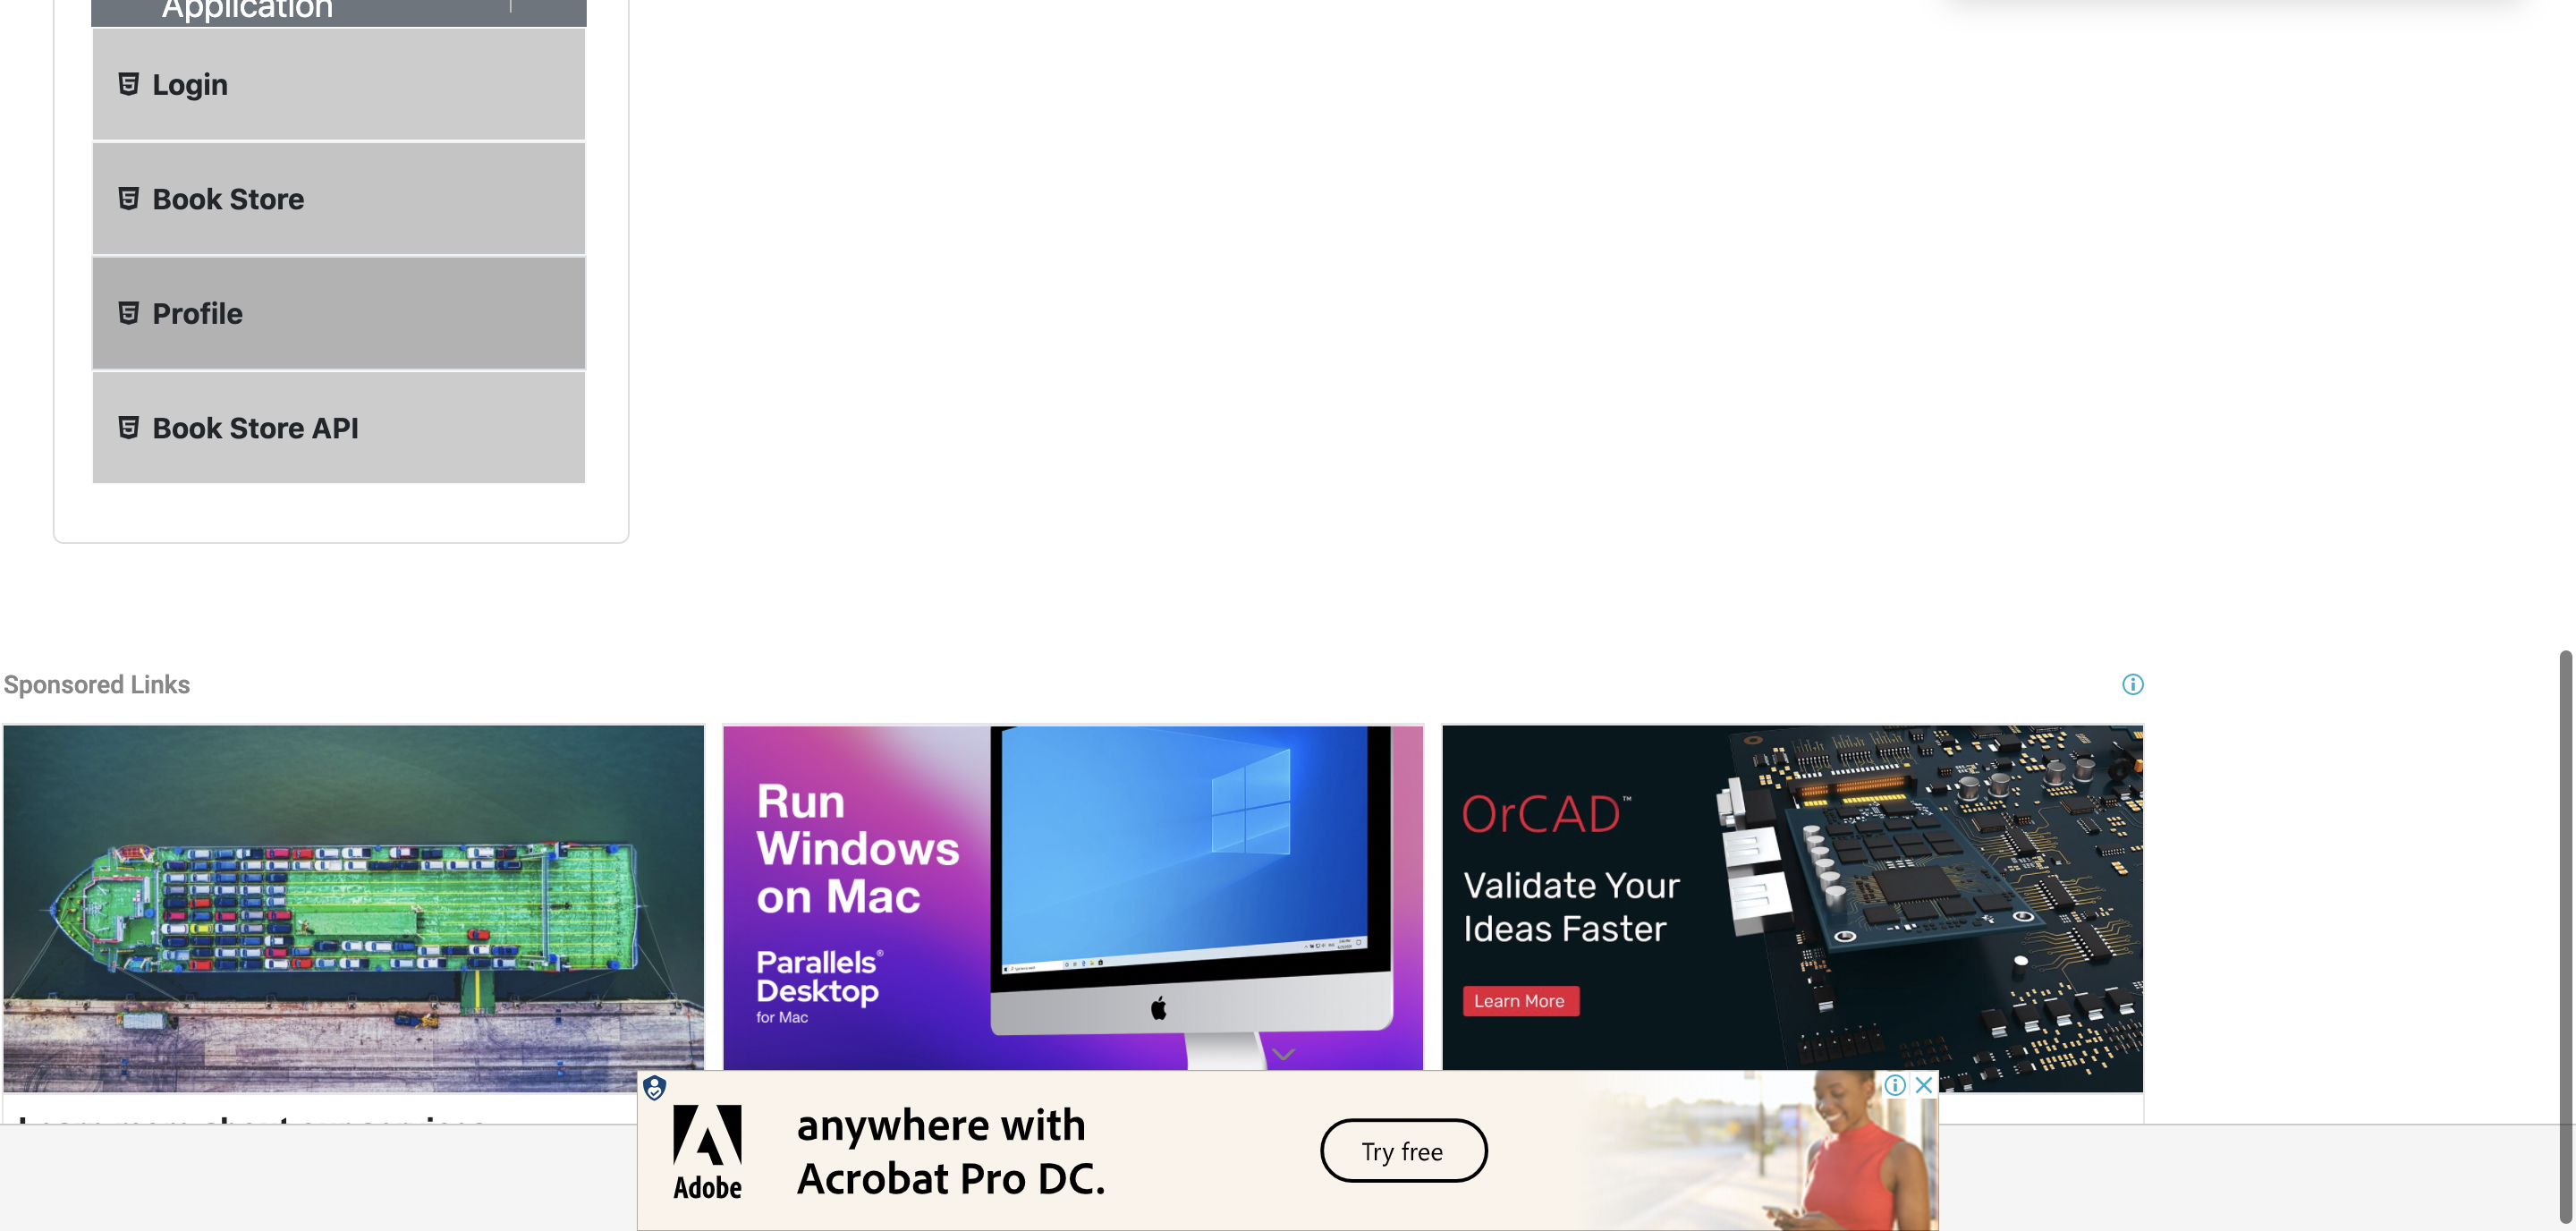 Application
Login
Book Store
Profile
Book Store API
Sponsored Links
Run
Windows
on Mac
Parallels®
Desktop
for Mac
OrCAD™
Validate Your
Ideas Faster
Learn More
Adobe
anywhere with
Acrobat Pro DC.
Try free